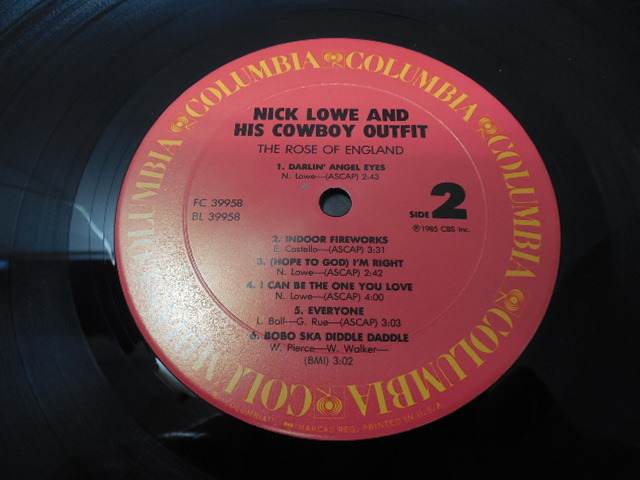 COLUMBIA COLUMBIA COLUMBIA COLUMBIA COLUMBIA COLUMBIA
NICK LOWE AND
HIS COWBOY OUTFIT
THE ROSE OF ENGLAND
1. DARLIN' ANGEL EYES
N. Lowe—(ASCAP) 2:43
FC 39958
BL 39958
SIDE 2
℗ 1985 CBS Inc.
2. INDOOR FIREWORKS
E. Costello—(ASCAP) 3:31
3. (HOPE TO GOD) I'M RIGHT
N. Lowe—(ASCAP) 2:42
4. I CAN BE THE ONE YOU LOVE
N. Lowe—(ASCAP) 4:00
5. EVERYONE
L. Ball—G. Rue—(ASCAP) 3:03
6. BOBO SKA DIDDLE DADDLE
W. Pierce—W. Walker—
(BMI) 3:02
MARCAS REG. PRINTED IN U.S.A.